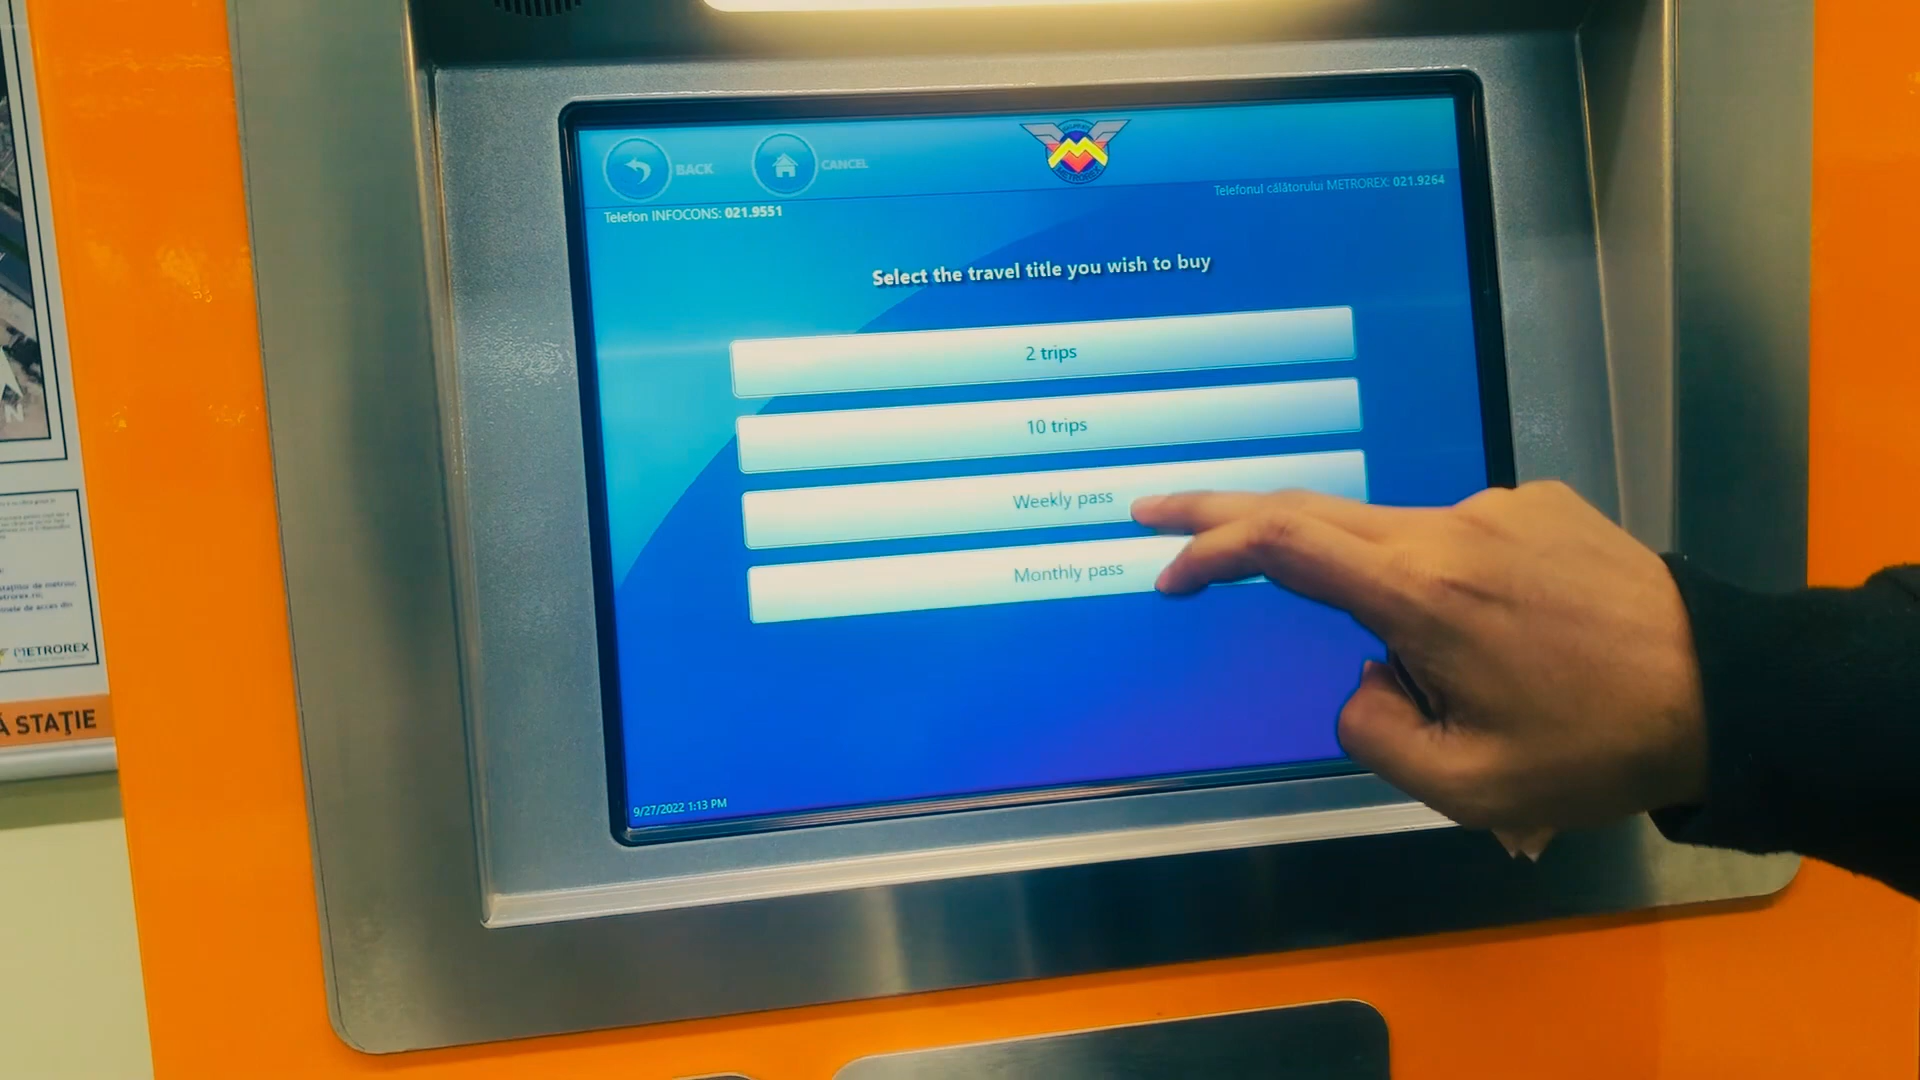 BACK
CANCEL
METROREX
Telefonul călătorului METROREX: 021.9264
Telefon INFOCONS: 021.9551
Select the travel title you wish to buy
2 trips
10 trips
Weekly pass
Monthly pass
9/27/2022 1:13 PM
N
METROREX
Ă STAŢIE